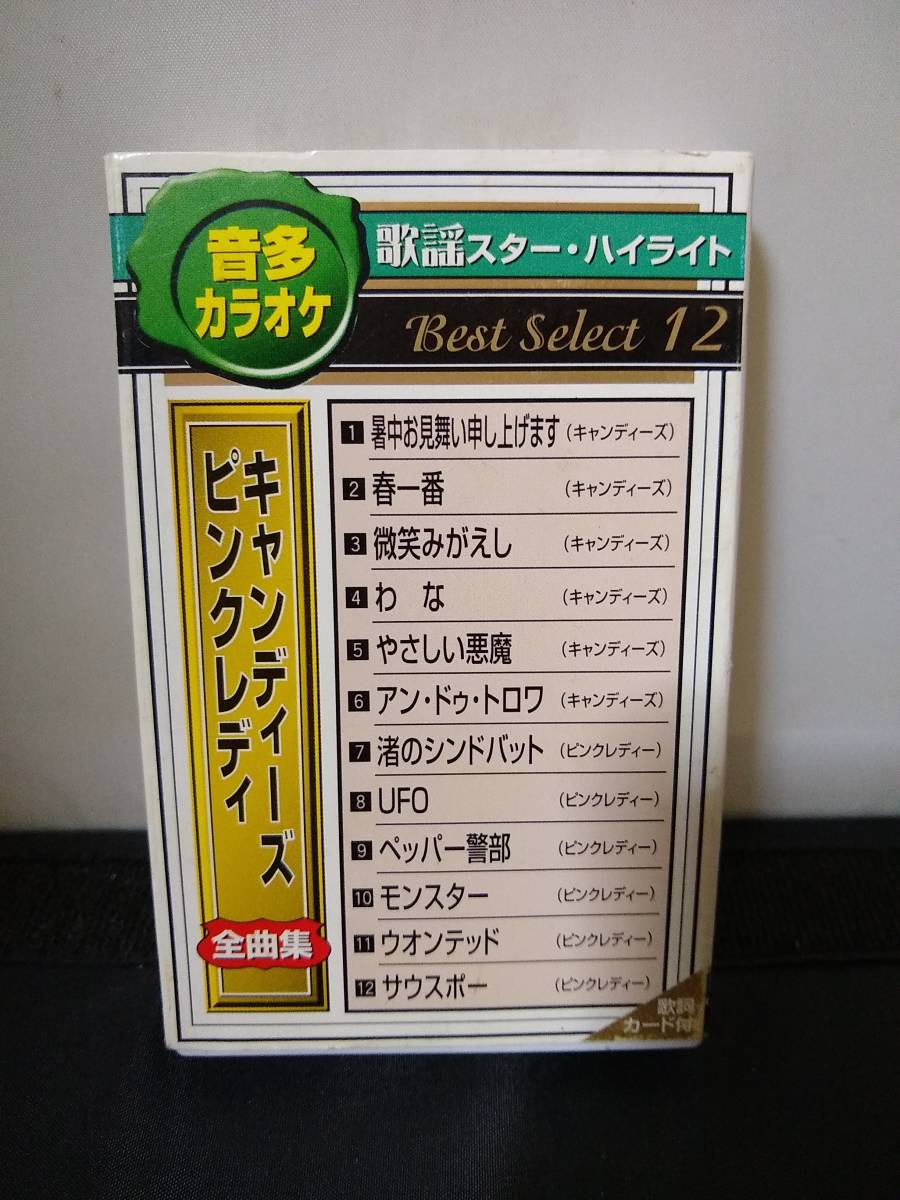 音多
カラオケ
歌謡スター・ハイライト
Best Select 12
キャンディーズ
ピンクレディ
全曲集
1 暑中お見舞い申し上げます (キャンディーズ)
2 春一番 (キャンディーズ)
3 微笑みがえし (キャンディーズ)
4 わ な (キャンディーズ)
5 やさしい悪魔 (キャンディーズ)
6 アン・ドゥ・トロワ (キャンディーズ)
7 渚のシンドバット (ピンクレディー)
8 UFO (ピンクレディー)
9 ペッパー警部 (ピンクレディー)
10 モンスター (ピンクレディー)
11 ウオンテッド (ピンクレディー)
12 サウスポー (ピンクレディー)
歌詞
カード付